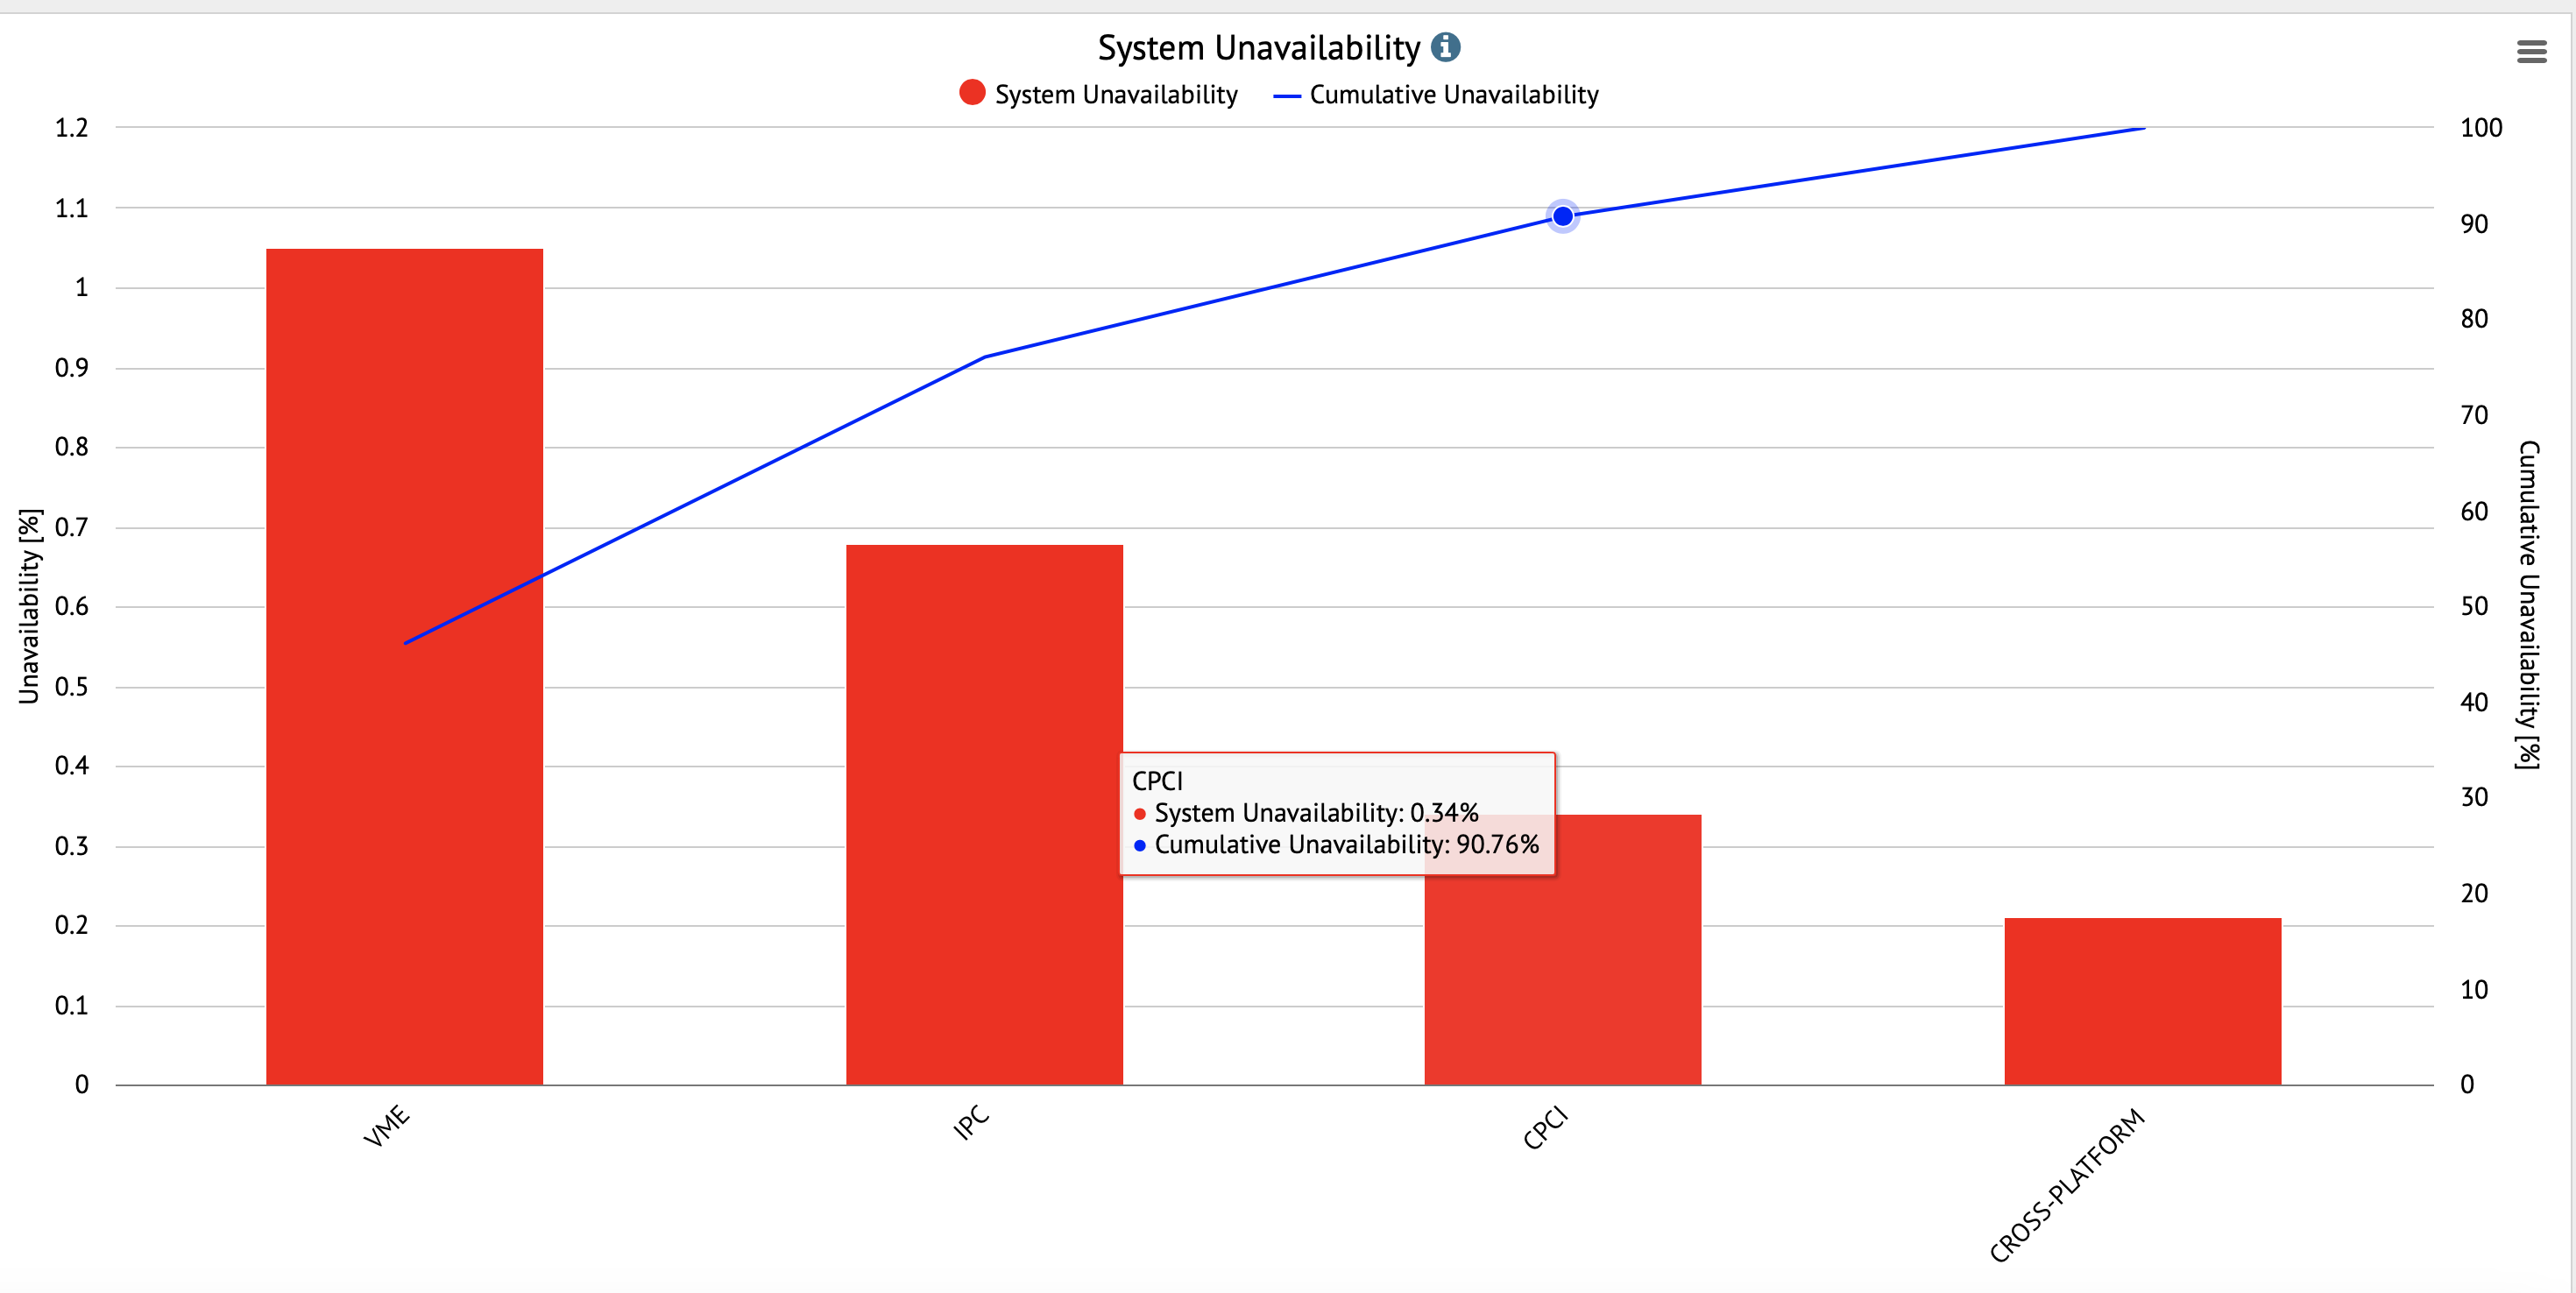 System Unavailability
System Unavailability
Cumulative Unavailability
1.2
1.1
1
0.9
0.8
0.7
0.6
0.5
0.4
0.3
0.2
0.1
0
Unavailability [%]
100
90
80
70
60
50
40
30
20
10
0
Cumulative Unavailability [%]
CPCI
System Unavailability: 0.34%
Cumulative Unavailability: 90.76%
VME
IPC
CPCI
CROSS-PLATFORM